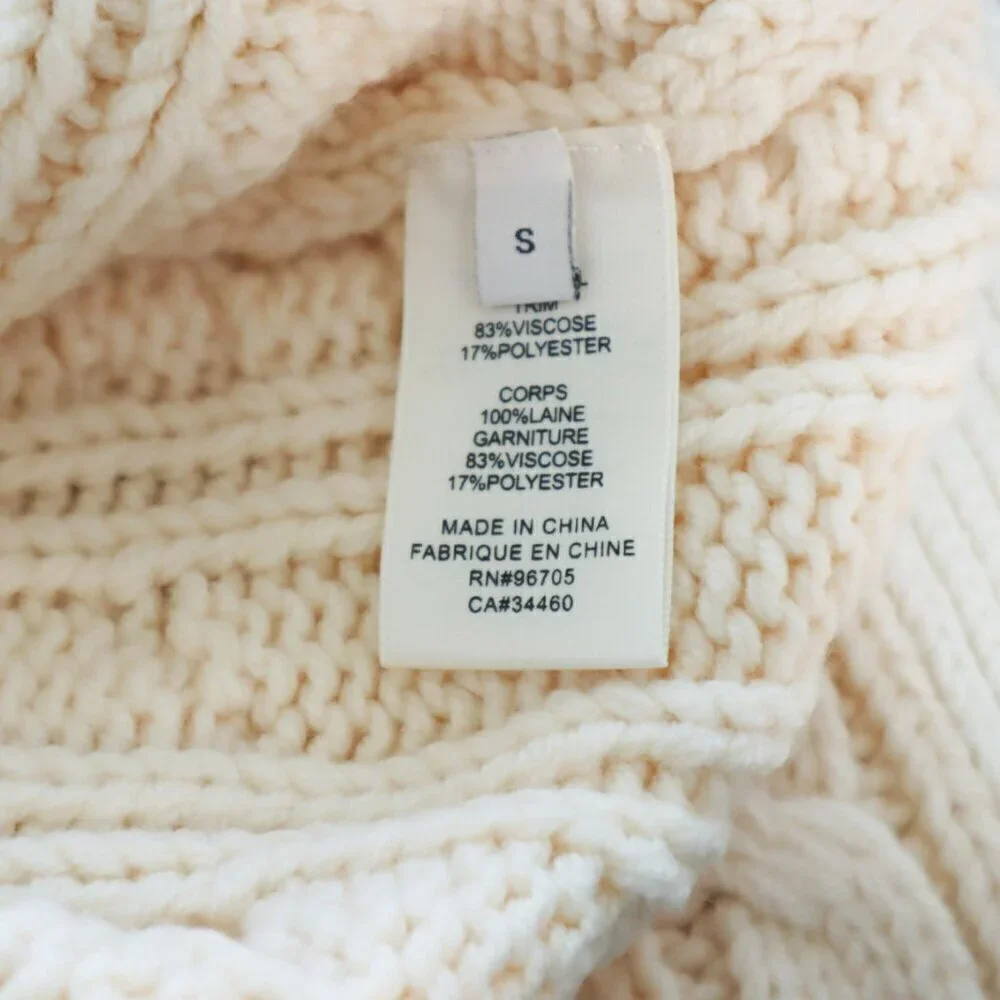 S
TRIM
83%VISCOSE
17%POLYESTER
CORPS
100%LAINE
GARNITURE
83%VISCOSE
17%POLYESTER
MADE IN CHINA
FABRIQUE EN CHINE
RN#96705
CA#34460